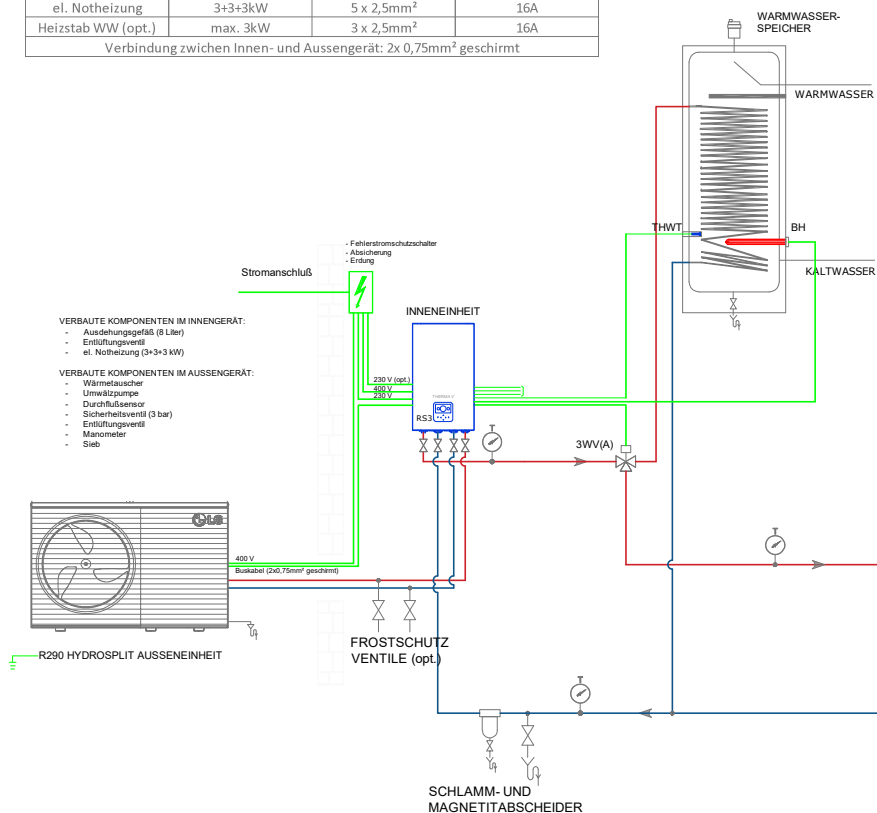 el. Notheizung 3+3+3kW 5 x 2,5mm² 16A
Heizstab WW (opt.) max. 3kW 3 x 2,5mm² 16A
Verbindung zwichen Innen- und Aussengerät: 2x 0,75mm² geschirmt
WARMWASSER-
SPEICHER
WARMWASSER
THWT
BH
KALTWASSER
- Fehlerstromschutzschalter
- Absicherung
- Erdung
Stromanschluß
INNENEINHEIT
VERBAUTE KOMPONENTEN IM INNENGERÄT:
- Ausdehungsgefäß (8 Liter)
- Entlüftungsventil
- el. Notheizung (3+3+3 kW)
VERBAUTE KOMPONENTEN IM AUSSENGERÄT:
- Wärmetauscher
- Umwälzpumpe
- Durchflußsensor
- Sicherheitsventil (3 bar)
- Entlüftungsventil
- Manometer
- Sieb
230 V (opt.)
400 V
230 V
THERMA V
RS3
T
3WV(A)
T
LG
400 V
Buskabel (2x0,75mm² geschirmt)
FROSTSCHUTZ
VENTILE (opt.)
R290 HYDROSPLIT AUSSENEINHEIT
T
SCHLAMM- UND
MAGNETITABSCHEIDER